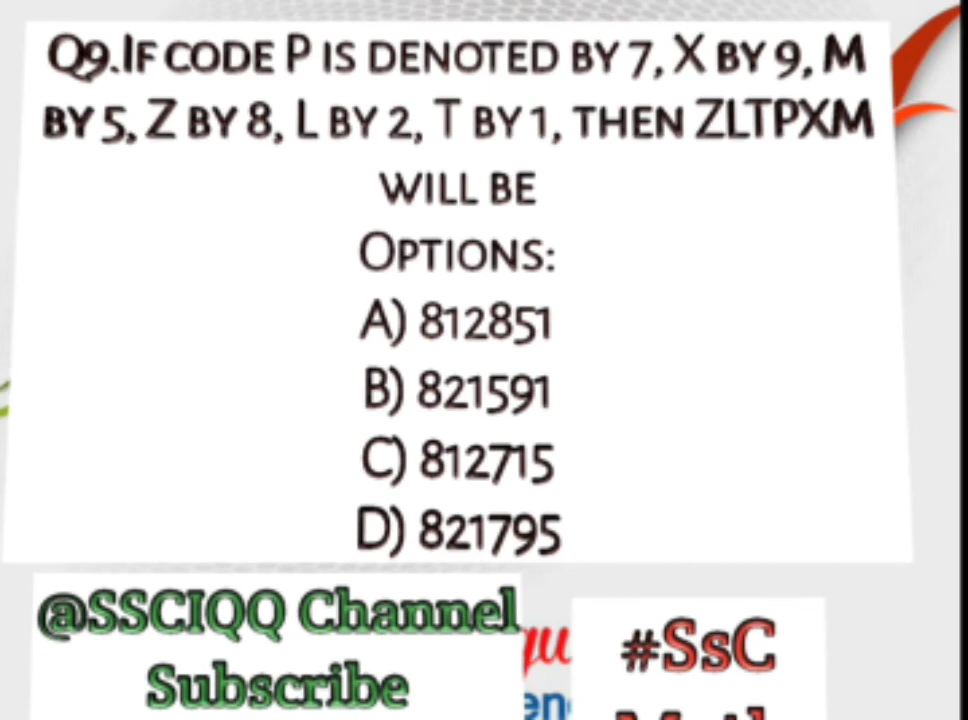 Q9.If code P is denoted by 7, X by 9, M
by 5, Z by 8, L by 2, T by 1, then ZLTPXM
will be
Options:
A) 812851
B) 821591
C) 812715
D) 821795
@SSCIQQ Channel
Subscribe
#SsC